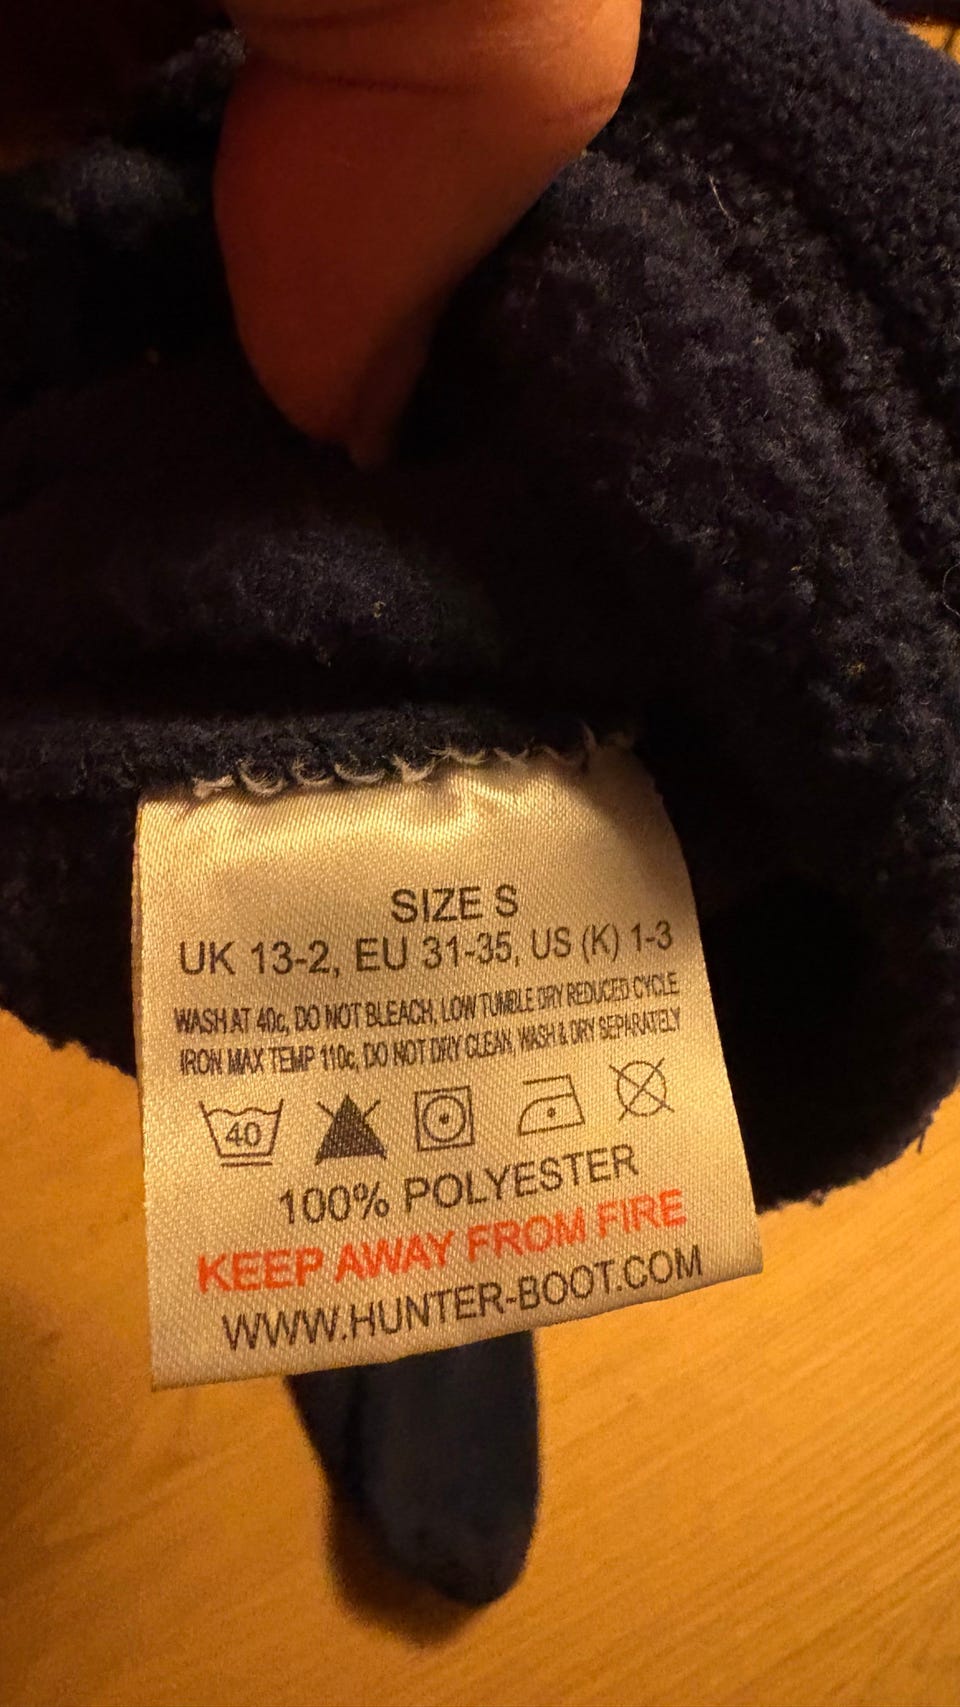 SIZE S
UK 13-2, EU 31-35, US (K) 1-3
WASH AT 40c, DO NOT BLEACH, LOW TUMBLE DRY REDUCED CYCLE
IRON MAX TEMP 110c, DO NOT DRY CLEAN, WASH & DRY SEPARATELY
40
100% POLYESTER
KEEP AWAY FROM FIRE
WWW.HUNTER-BOOT.COM